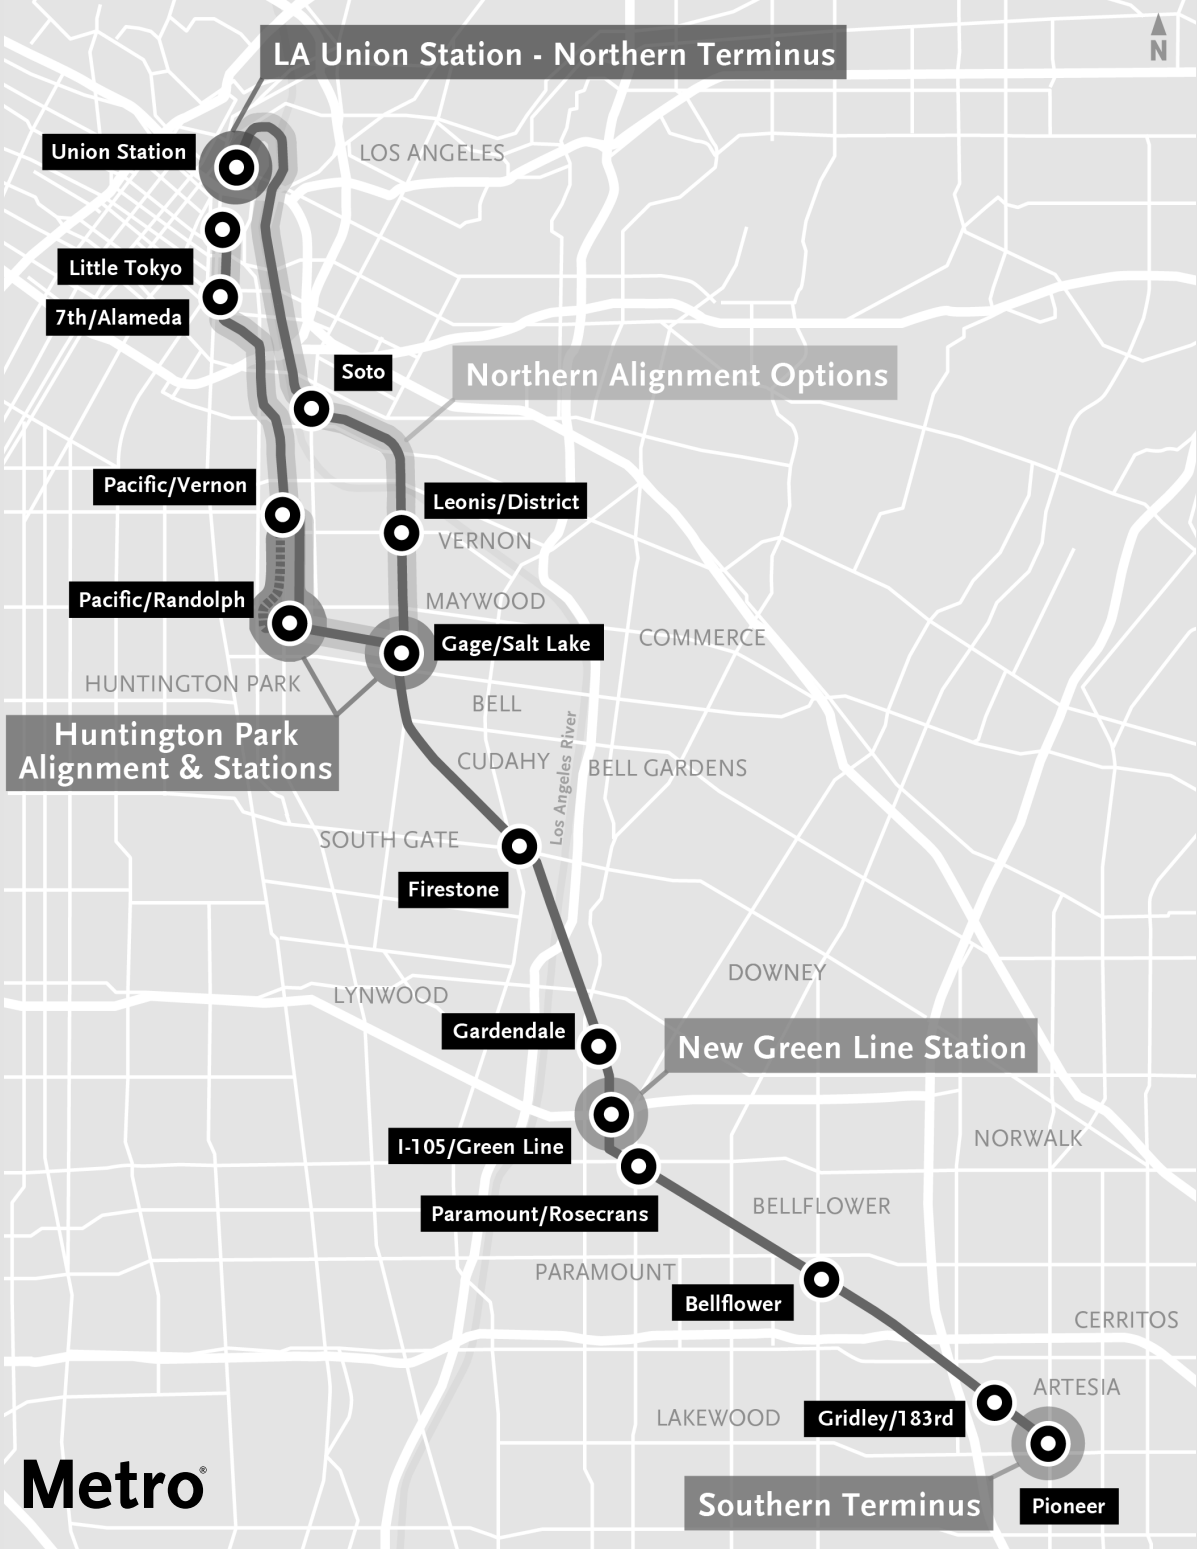 LA Union Station - Northern Terminus
N
Union Station
LOS ANGELES
Little Tokyo
7th/Alameda
Soto
Northern Alignment Options
Pacific/Vernon
Leonis/District
VERNON
Pacific/Randolph
MAYWOOD
Gage/Salt Lake
COMMERCE
HUNTINGTON PARK
BELL
Huntington Park
Alignment & Stations
CUDAHY
Los Angeles River
BELL GARDENS
SOUTH GATE
Firestone
DOWNEY
LYNWOOD
Gardendale
New Green Line Station
I-105/Green Line
NORWALK
Paramount/Rosecrans
BELLFLOWER
PARAMOUNT
Bellflower
CERRITOS
ARTESIA
LAKEWOOD
Gridley/183rd
Metro®
Southern Terminus
Pioneer